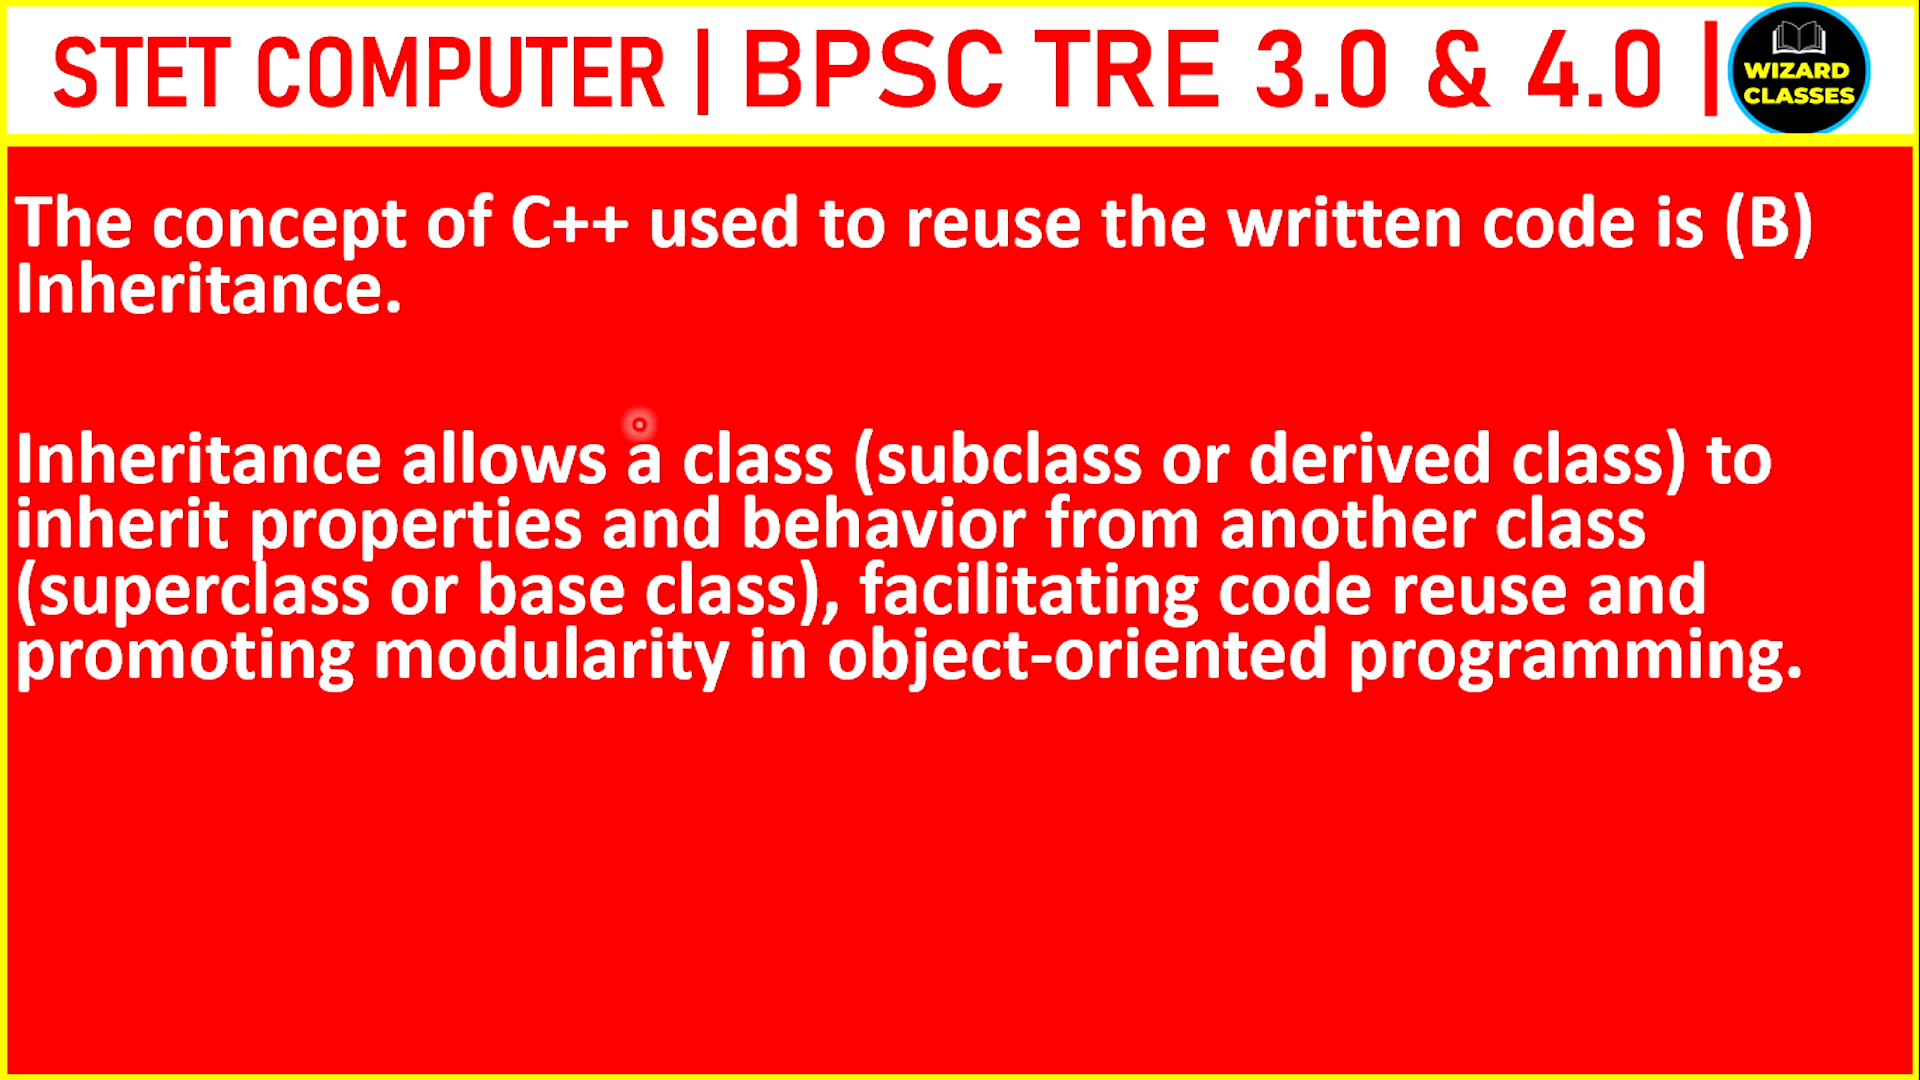 STET COMPUTER | BPSC TRE 3.0 & 4.0 |
WIZARD
CLASSES
The concept of C++ used to reuse the written code is (B)
Inheritance.
Inheritance allows a class (subclass or derived class) to
inherit properties and behavior from another class
(superclass or base class), facilitating code reuse and
promoting modularity in object-oriented programming.